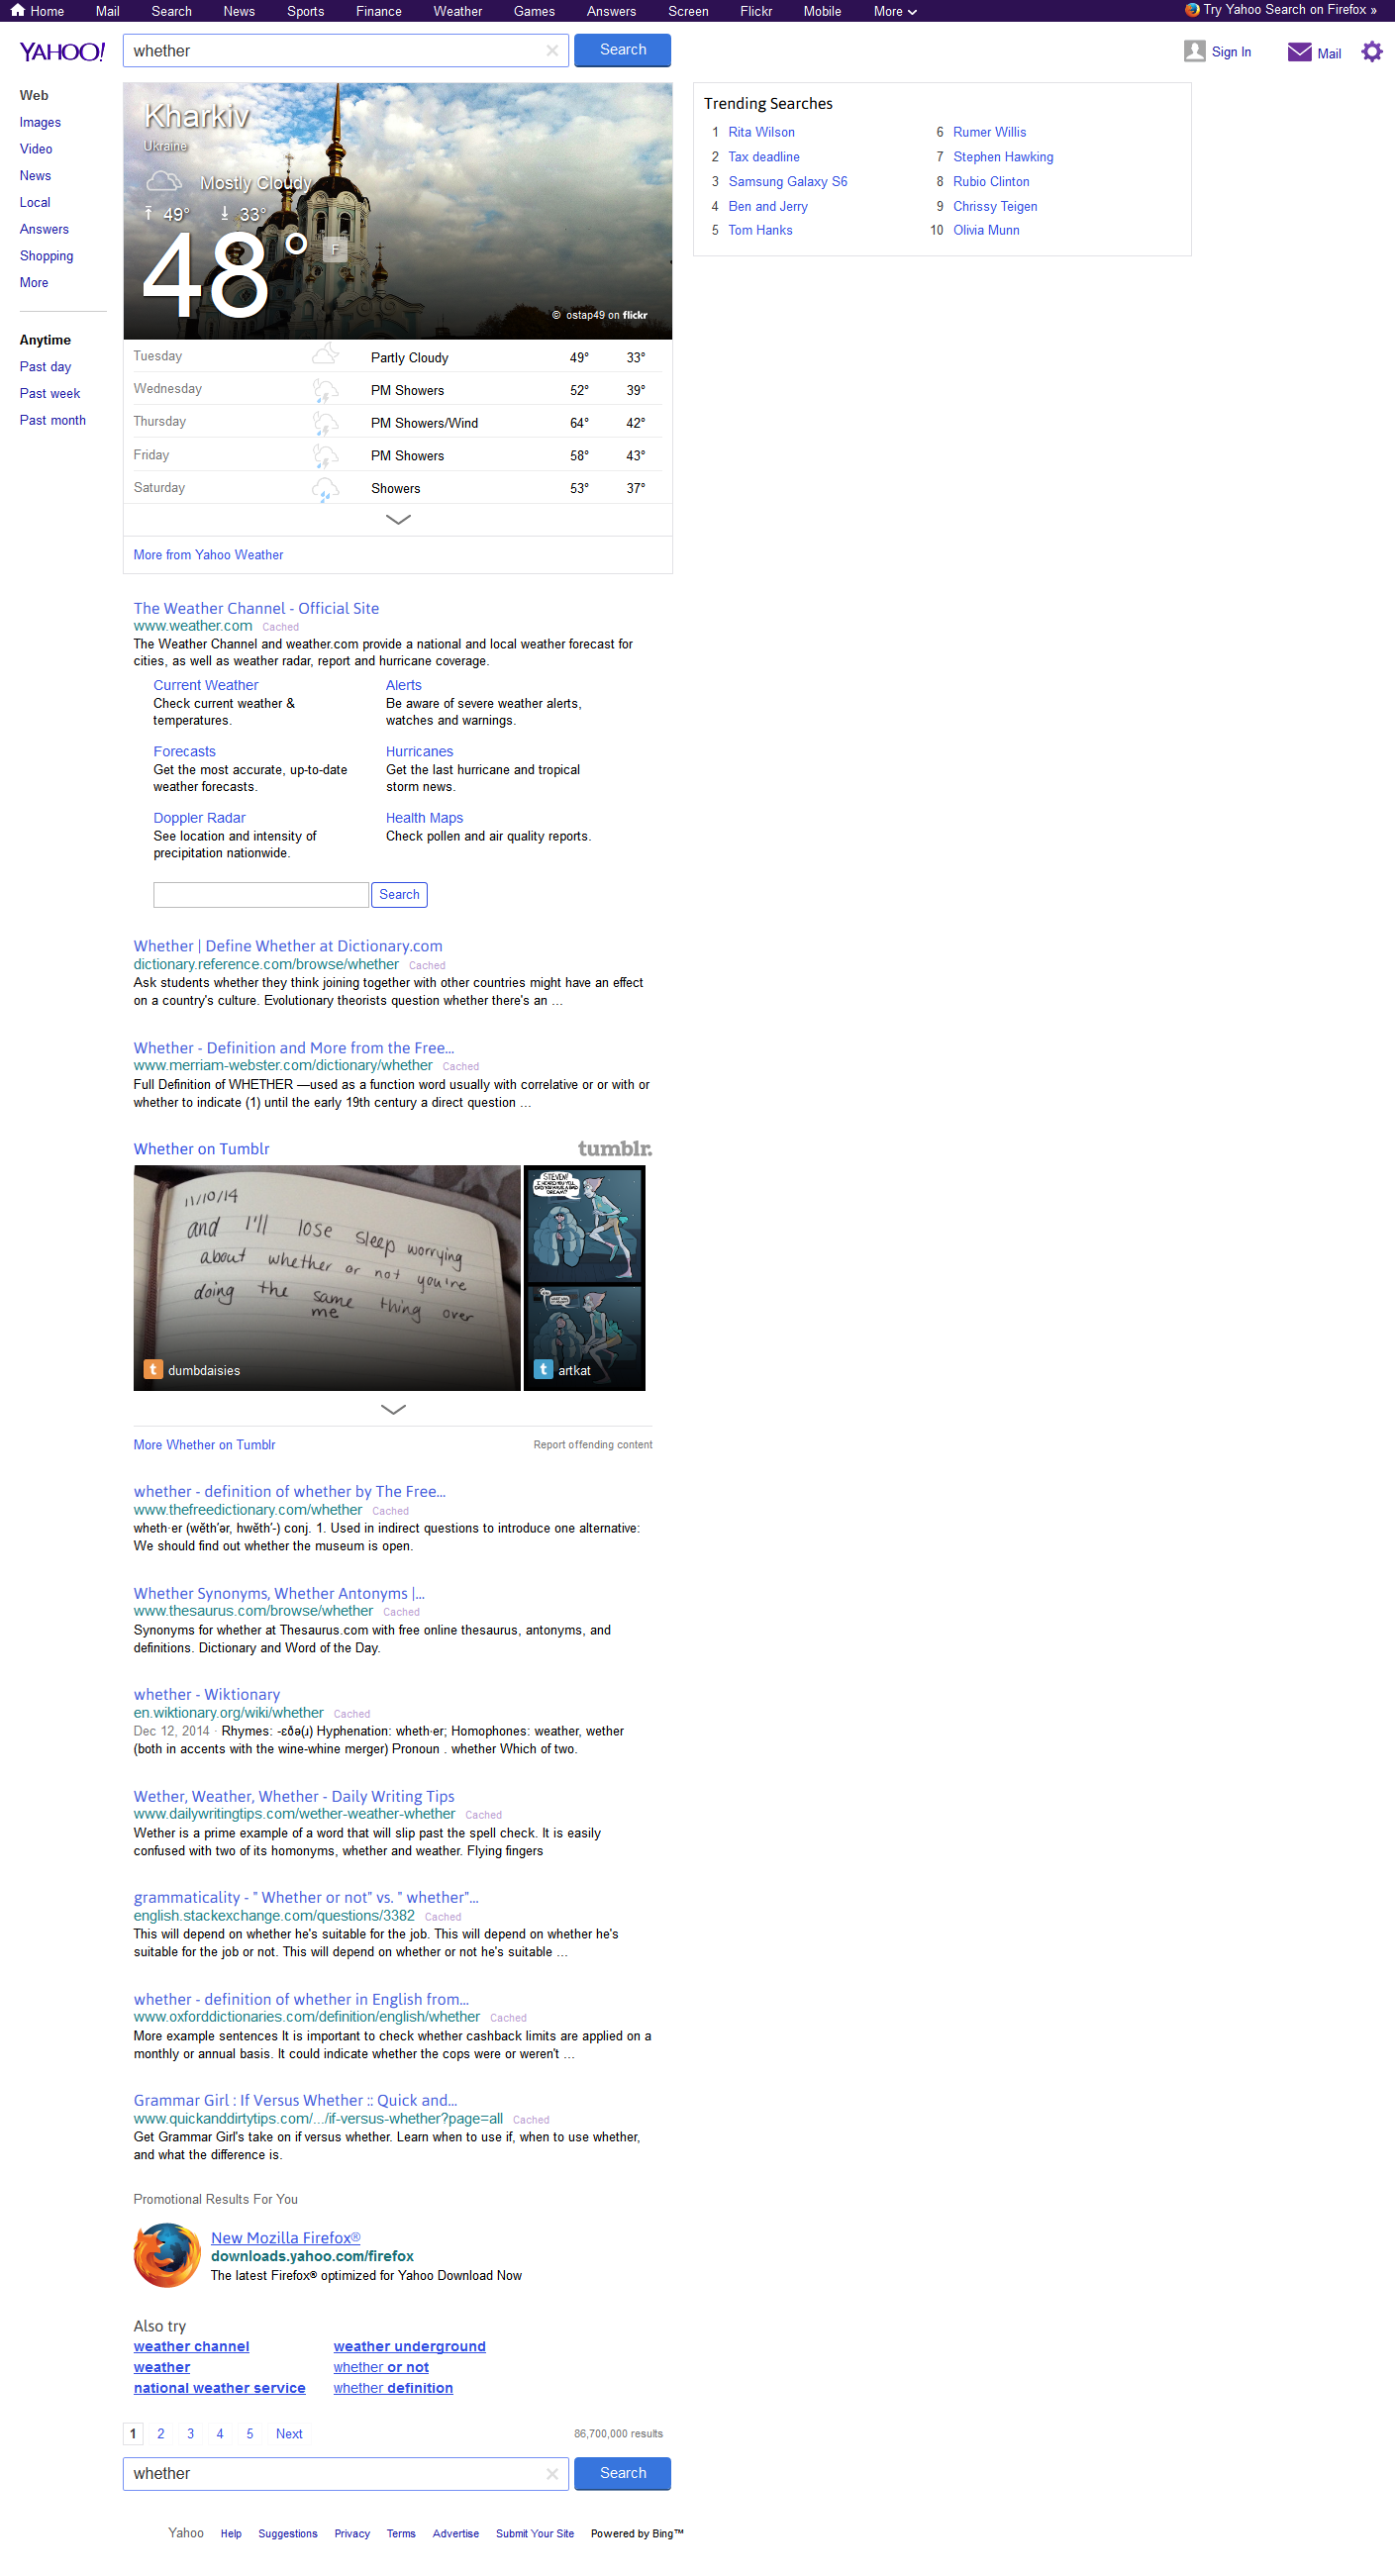 Home Mail Search News Sports Finance Weather Games Answers Screen Flickr Mobile More Try Yahoo Search on Firefox »
YAHOO!
whether
Search
Sign In
Mail
Web
Images
Video
News
Local
Answers
Shopping
More
Anytime
Past day
Past week
Past month
Kharkiv
Ukraine
Mostly Cloudy
49° 33°
48° F
© ostap49 on flickr
Tuesday Partly Cloudy 49° 33°
Wednesday PM Showers 52° 39°
Thursday PM Showers/Wind 64° 42°
Friday PM Showers 58° 43°
Saturday Showers 53° 37°
More from Yahoo Weather
Trending Searches
1 Rita Wilson
2 Tax deadline
3 Samsung Galaxy S6
4 Ben and Jerry
5 Tom Hanks
6 Rumer Willis
7 Stephen Hawking
8 Rubio Clinton
9 Chrissy Teigen
10 Olivia Munn
The Weather Channel - Official Site
www.weather.com Cached
The Weather Channel and weather.com provide a national and local weather forecast for
cities, as well as weather radar, report and hurricane coverage.
Current Weather
Check current weather &
temperatures.
Alerts
Be aware of severe weather alerts,
watches and warnings.
Forecasts
Get the most accurate, up-to-date
weather forecasts.
Hurricanes
Get the last hurricane and tropical
storm news.
Doppler Radar
See location and intensity of
precipitation nationwide.
Health Maps
Check pollen and air quality reports.
Search
Whether | Define Whether at Dictionary.com
dictionary.reference.com/browse/whether Cached
Ask students whether they think joining together with other countries might have an effect
on a country's culture. Evolutionary theorists question whether there's an ...
Whether - Definition and More from the Free...
www.merriam-webster.com/dictionary/whether Cached
Full Definition of WHETHER —used as a function word usually with correlative or or with or
whether to indicate (1) until the early 19th century a direct question ...
Whether on Tumblr
tumblr.
11/10/14
and I'll lose sleep worrying
about whether or not you're
doing the same thing over
me
t dumbdaisies
STEVEN!
I HEARD YOU YELL.
DID YOU HAVE A BAD
DREAM?
t artkat
More Whether on Tumblr
Report offending content
whether - definition of whether by The Free...
www.thefreedictionary.com/whether Cached
wheth·er (wĕth′ər, hwĕth′-) conj. 1. Used in indirect questions to introduce one alternative:
We should find out whether the museum is open.
Whether Synonyms, Whether Antonyms |...
www.thesaurus.com/browse/whether Cached
Synonyms for whether at Thesaurus.com with free online thesaurus, antonyms, and
definitions. Dictionary and Word of the Day.
whether - Wiktionary
en.wiktionary.org/wiki/whether Cached
Dec 12, 2014 · Rhymes: -ɛðə(ɹ) Hyphenation: wheth·er; Homophones: weather, wether
(both in accents with the wine-whine merger) Pronoun . whether Which of two.
Wether, Weather, Whether - Daily Writing Tips
www.dailywritingtips.com/wether-weather-whether Cached
Wether is a prime example of a word that will slip past the spell check. It is easily
confused with two of its homonyms, whether and weather. Flying fingers
grammaticality - " Whether or not" vs. " whether"...
english.stackexchange.com/questions/3382 Cached
This will depend on whether he's suitable for the job. This will depend on whether he's
suitable for the job or not. This will depend on whether or not he's suitable ...
whether - definition of whether in English from...
www.oxforddictionaries.com/definition/english/whether Cached
More example sentences It is important to check whether cashback limits are applied on a
monthly or annual basis. It could indicate whether the cops were or weren't ...
Grammar Girl : If Versus Whether :: Quick and...
www.quickanddirtytips.com/.../if-versus-whether?page=all Cached
Get Grammar Girl's take on if versus whether. Learn when to use if, when to use whether,
and what the difference is.
Promotional Results For You
New Mozilla Firefox®
downloads.yahoo.com/firefox
The latest Firefox® optimized for Yahoo Download Now
Also try
weather channel
weather
national weather service
weather underground
whether or not
whether definition
1 2 3 4 5 Next 86,700,000 results
whether
Search
Yahoo Help Suggestions Privacy Terms Advertise Submit Your Site Powered by Bing™